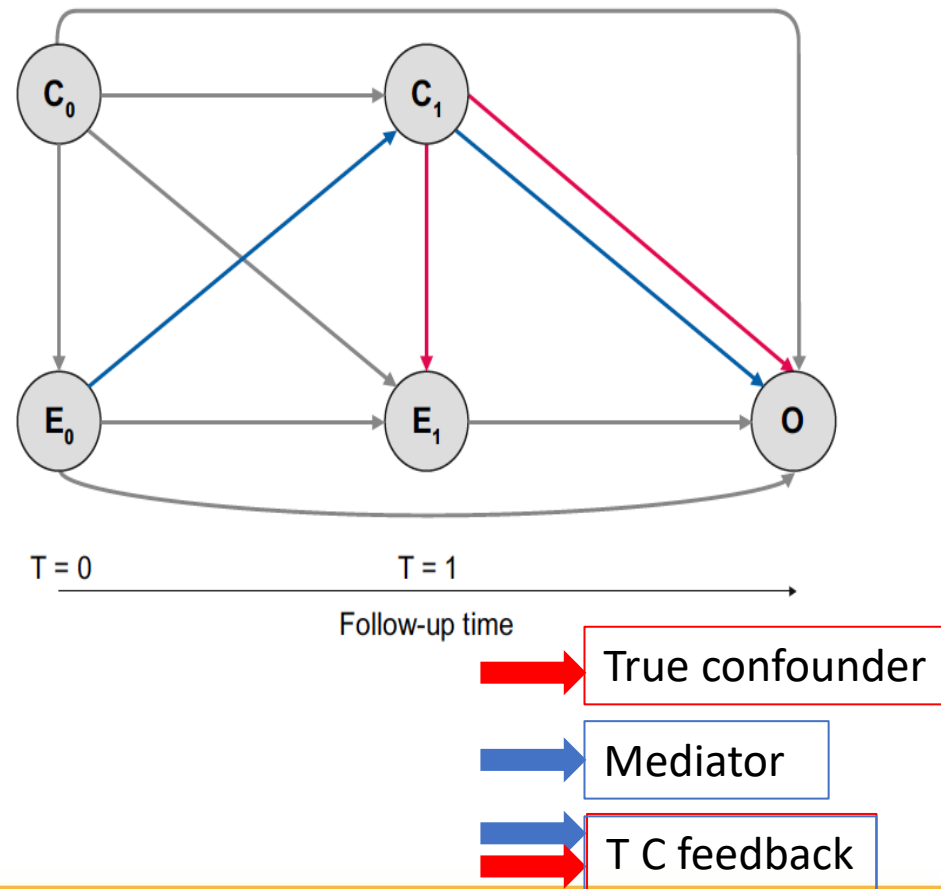 C₀ C₁
E₀ E₁ O
T = 0 T = 1
Follow-up time
True confounder
Mediator
T C feedback